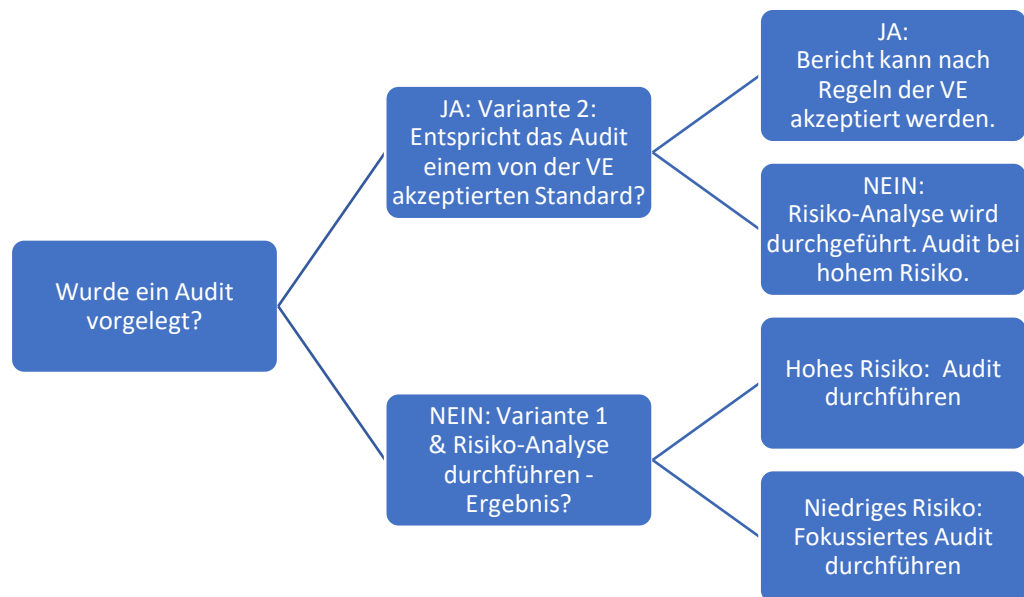 Wurde ein Audit
vorgelegt?
JA: Variante 2:
Entspricht das Audit
einem von der VE
akzeptierten Standard?
JA:
Bericht kann nach
Regeln der VE
akzeptiert werden.
NEIN:
Risiko-Analyse wird
durchgeführt. Audit bei
hohem Risiko.
NEIN: Variante 1
& Risiko-Analyse
durchführen -
Ergebnis?
Hohes Risiko:  Audit
durchführen
Niedriges Risiko:
Fokussiertes Audit
durchführen